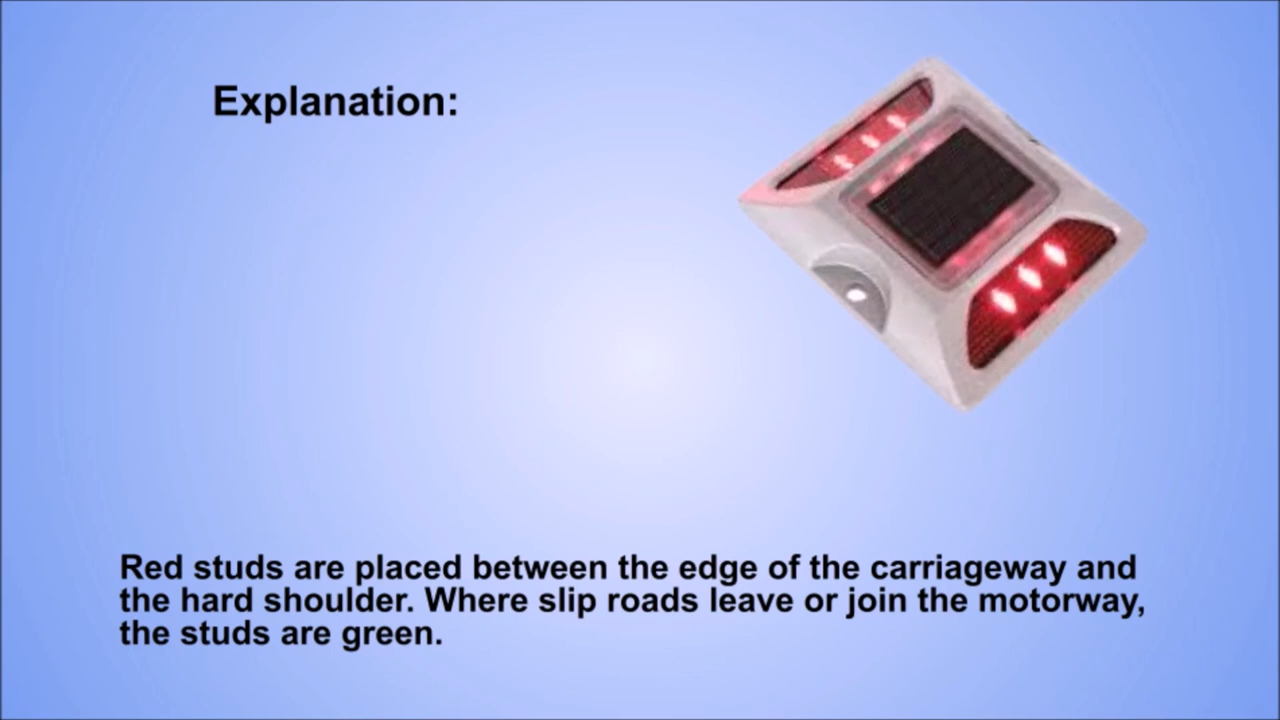 Explanation:
Red studs are placed between the edge of the carriageway and
the hard shoulder. Where slip roads leave or join the motorway,
the studs are green.